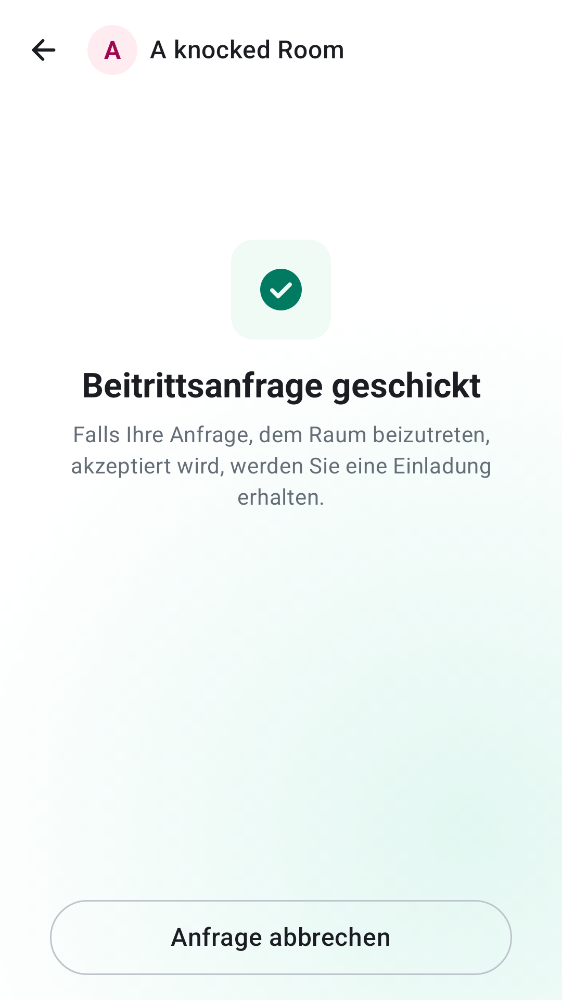 A
A knocked Room
Beitrittsanfrage geschickt
Falls Ihre Anfrage, dem Raum beizutreten,
akzeptiert wird, werden Sie eine Einladung
erhalten.
Anfrage abbrechen